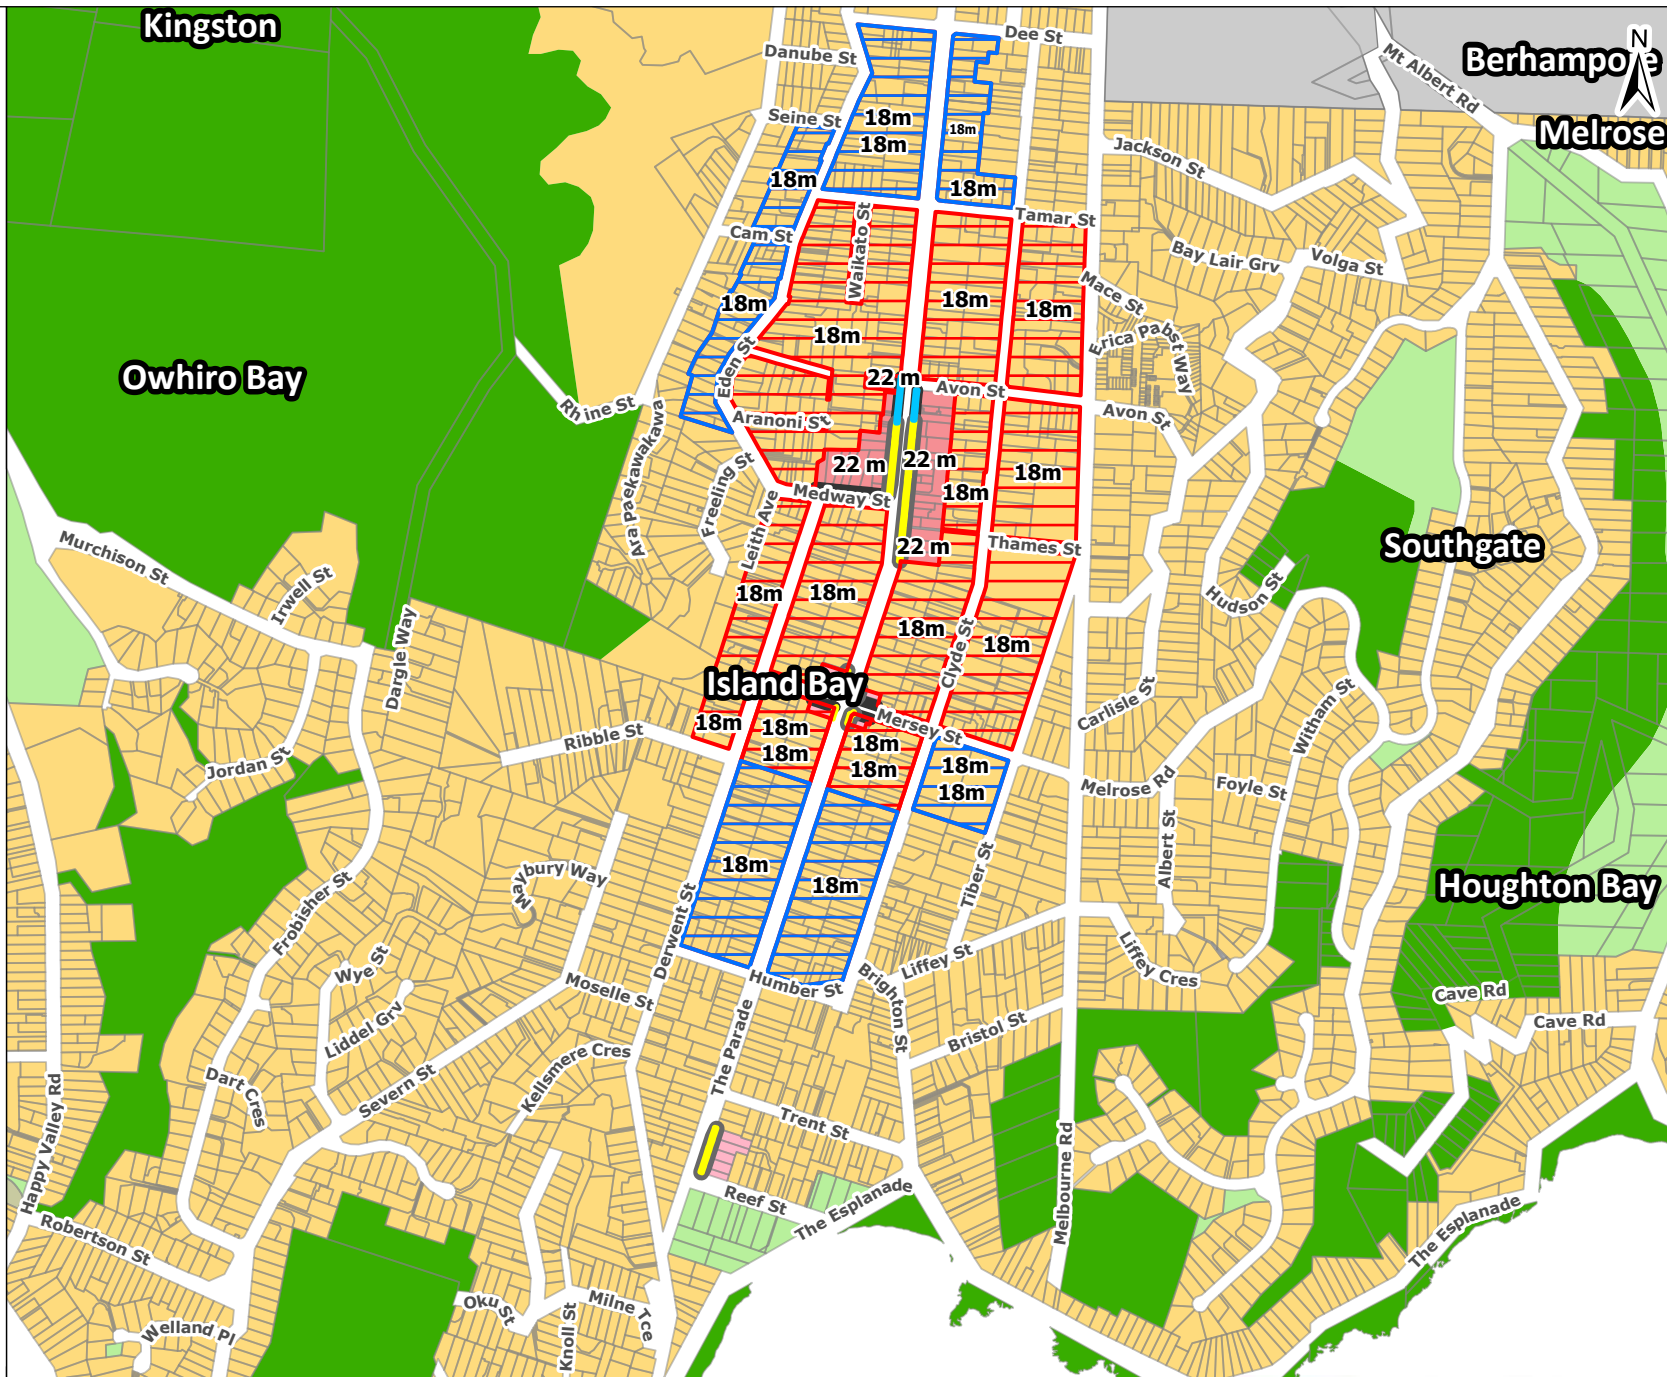 Kingston
Dee St
Danube St
N
Berhampore
Mt Albert Rd
Melrose
Seine St
18m
18m
18m
Jackson St
18m
18m
Tamar St
Cam St
Waikato St
Bay Lair Grv
Volga St
Mace St
18m
18m
18m
18m
Erica Pabst Way
Eden St
Owhiro Bay
22 m
Avon St
Rhine St
Avon St
Aranoni St
Ara Paekawakawa
22 m
22 m
18m
18m
Freeling St
Medway St
Leith Ave
22 m
Thames St
Southgate
Murchison St
Irwell St
Hudson St
18m
18m
18m
18m
Clyde St
Dargle Way
Island Bay
Carlisle St
Witham St
18m
18m
18m
Mersey St
18m
18m
Ribble St
Jordan St
18m
18m
Melrose Rd
Foyle St
Albert St
18m
18m
Maybury Way
Tiber St
Houghton Bay
Frobisher St
Derwent St
Wye St
Liffey St
Liffey Cres
Moselle St
Humber St
Brighton St
Cave Rd
Cave Rd
Liddel Grv
The Parade
Bristol St
Kellsmere Cres
Dart Cres
Severn St
Happy Valley Rd
Trent St
Melbourne Rd
Reef St
The Esplanade
The Esplanade
Robertson St
Oku St
Milne Tce
Knoll St
Welland Pl